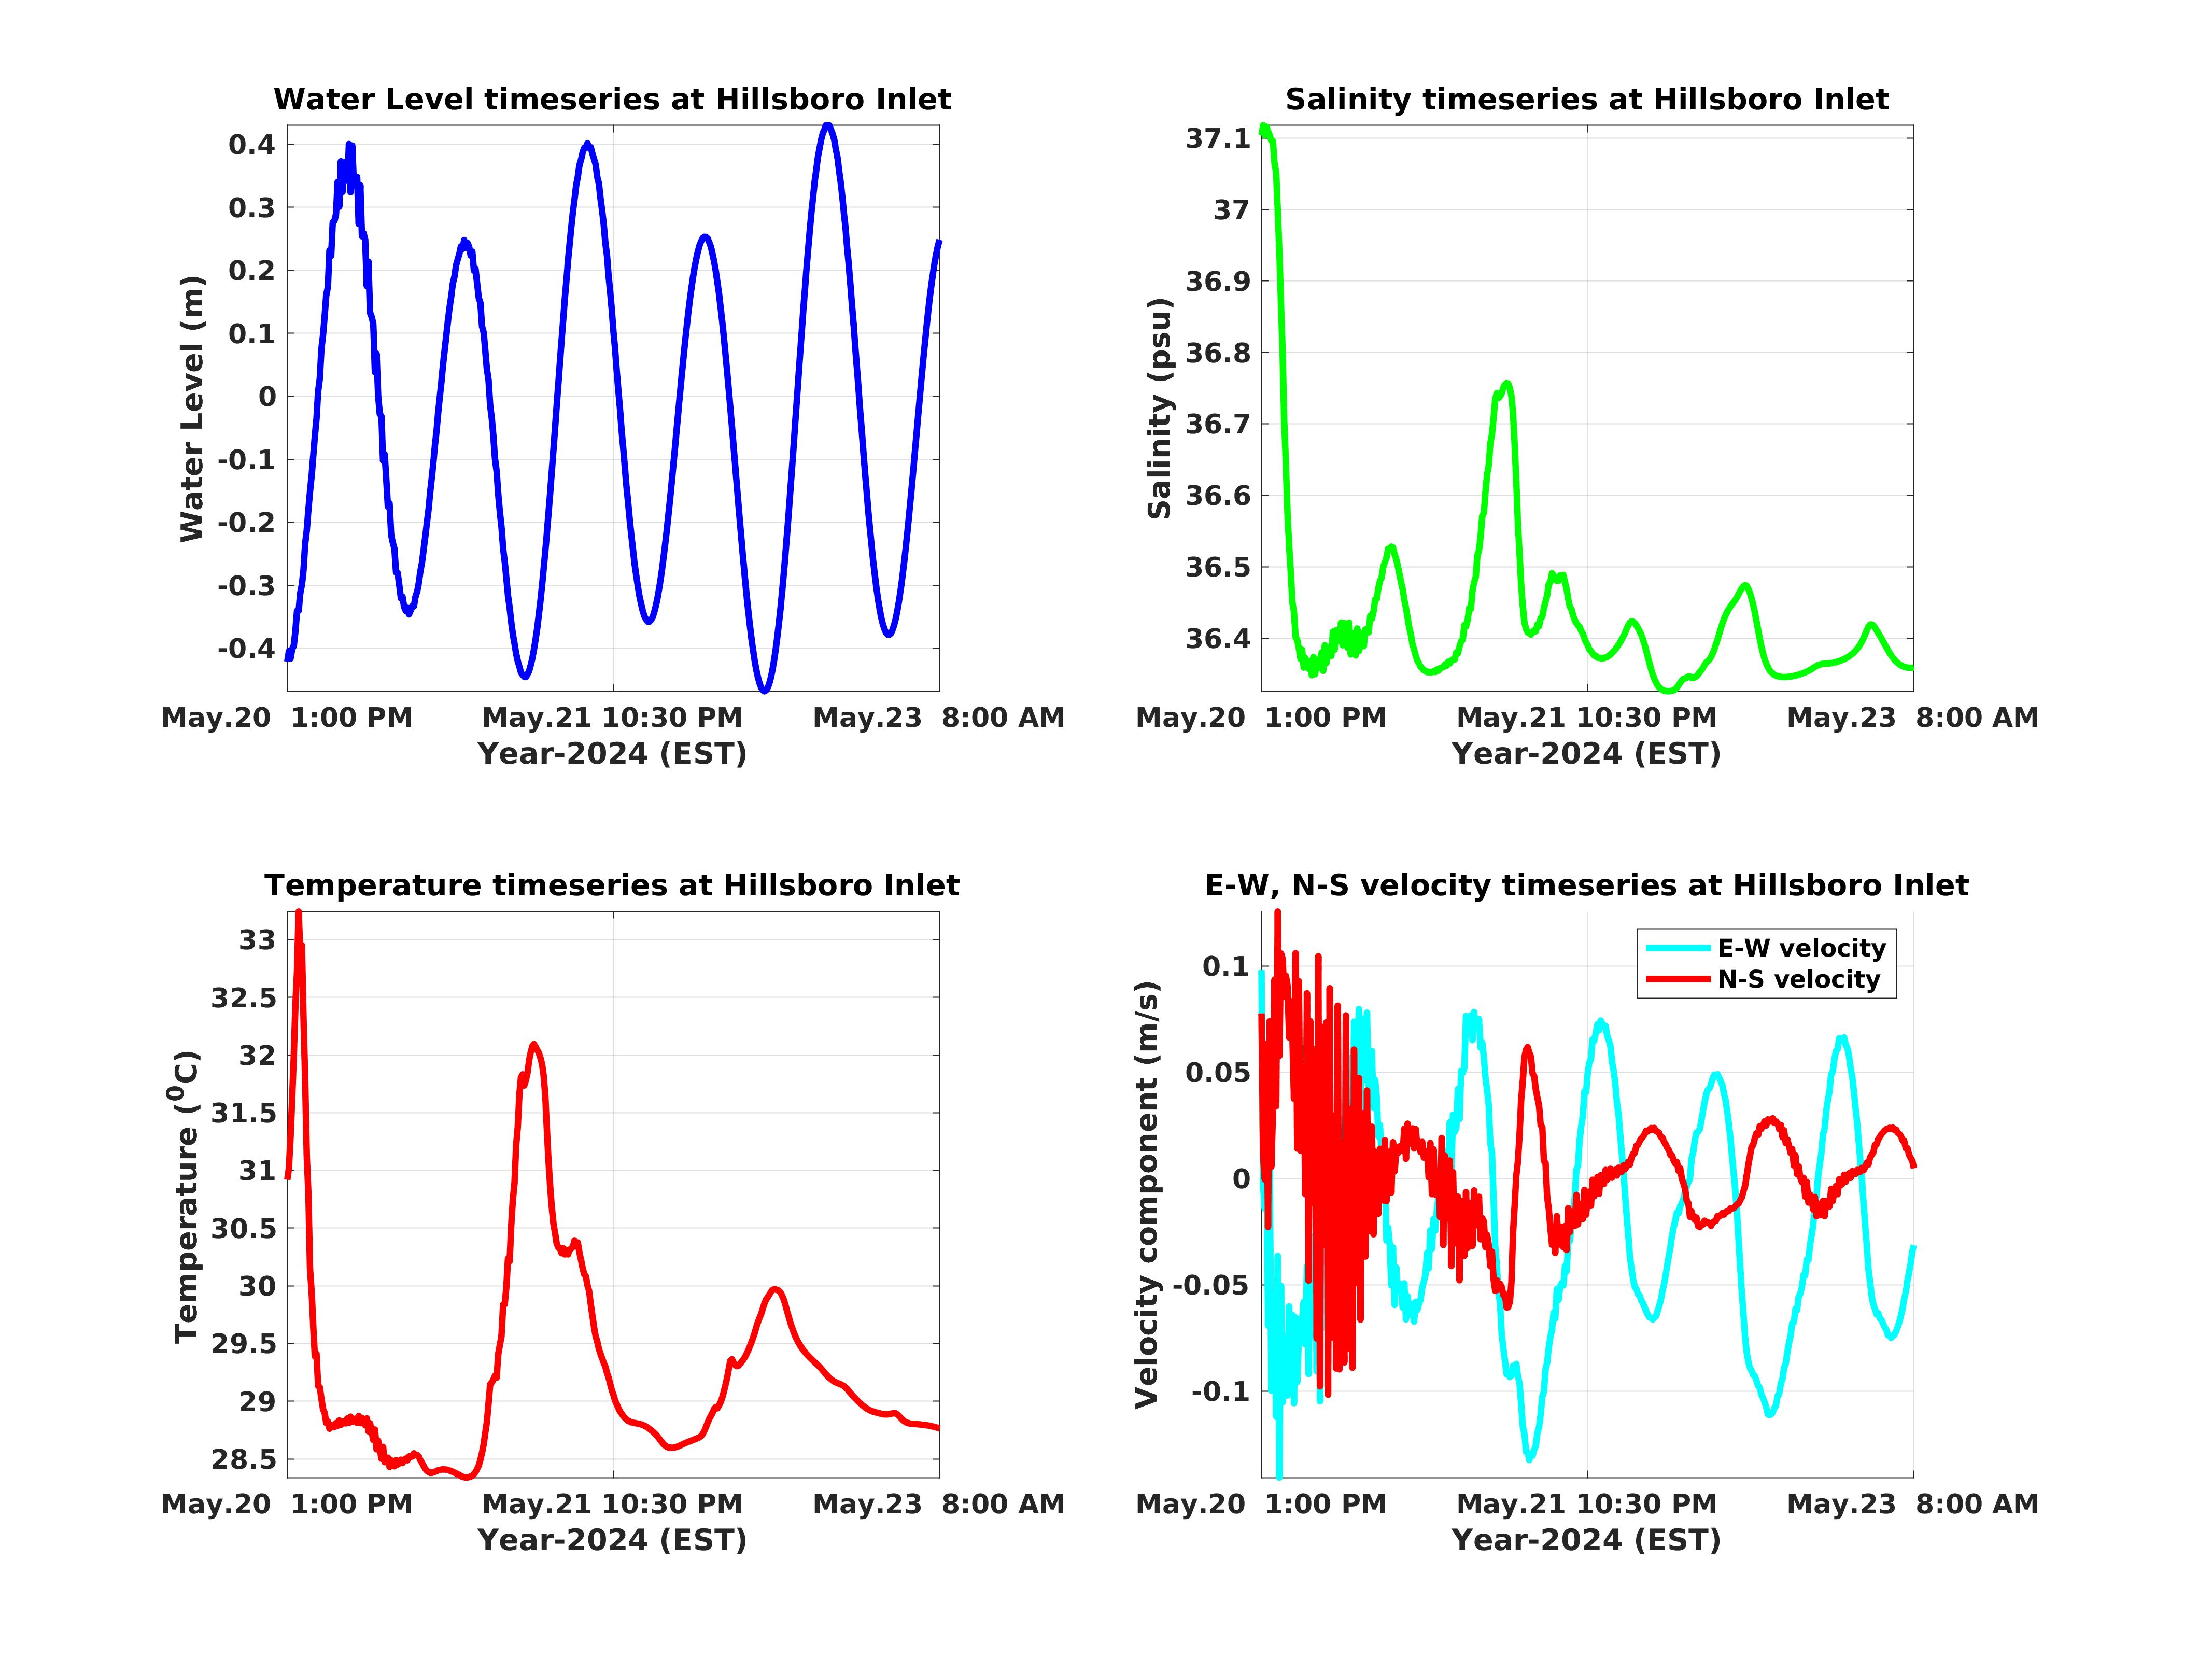 Water Level timeseries at Hillsboro Inlet
Water Level (m)
0.4
0.3
0.2
0.1
0
-0.1
-0.2
-0.3
-0.4
May.20  1:00 PM
May.21 10:30 PM
May.23  8:00 AM
Year-2024 (EST)
Salinity timeseries at Hillsboro Inlet
Salinity (psu)
37.1
37
36.9
36.8
36.7
36.6
36.5
36.4
May.20  1:00 PM
May.21 10:30 PM
May.23  8:00 AM
Year-2024 (EST)
Temperature timeseries at Hillsboro Inlet
Temperature (⁰C)
33
32.5
32
31.5
31
30.5
30
29.5
29
28.5
May.20  1:00 PM
May.21 10:30 PM
May.23  8:00 AM
Year-2024 (EST)
E-W, N-S velocity timeseries at Hillsboro Inlet
Velocity component (m/s)
0.1
0.05
0
-0.05
-0.1
E-W velocity
N-S velocity
May.20  1:00 PM
May.21 10:30 PM
May.23  8:00 AM
Year-2024 (EST)